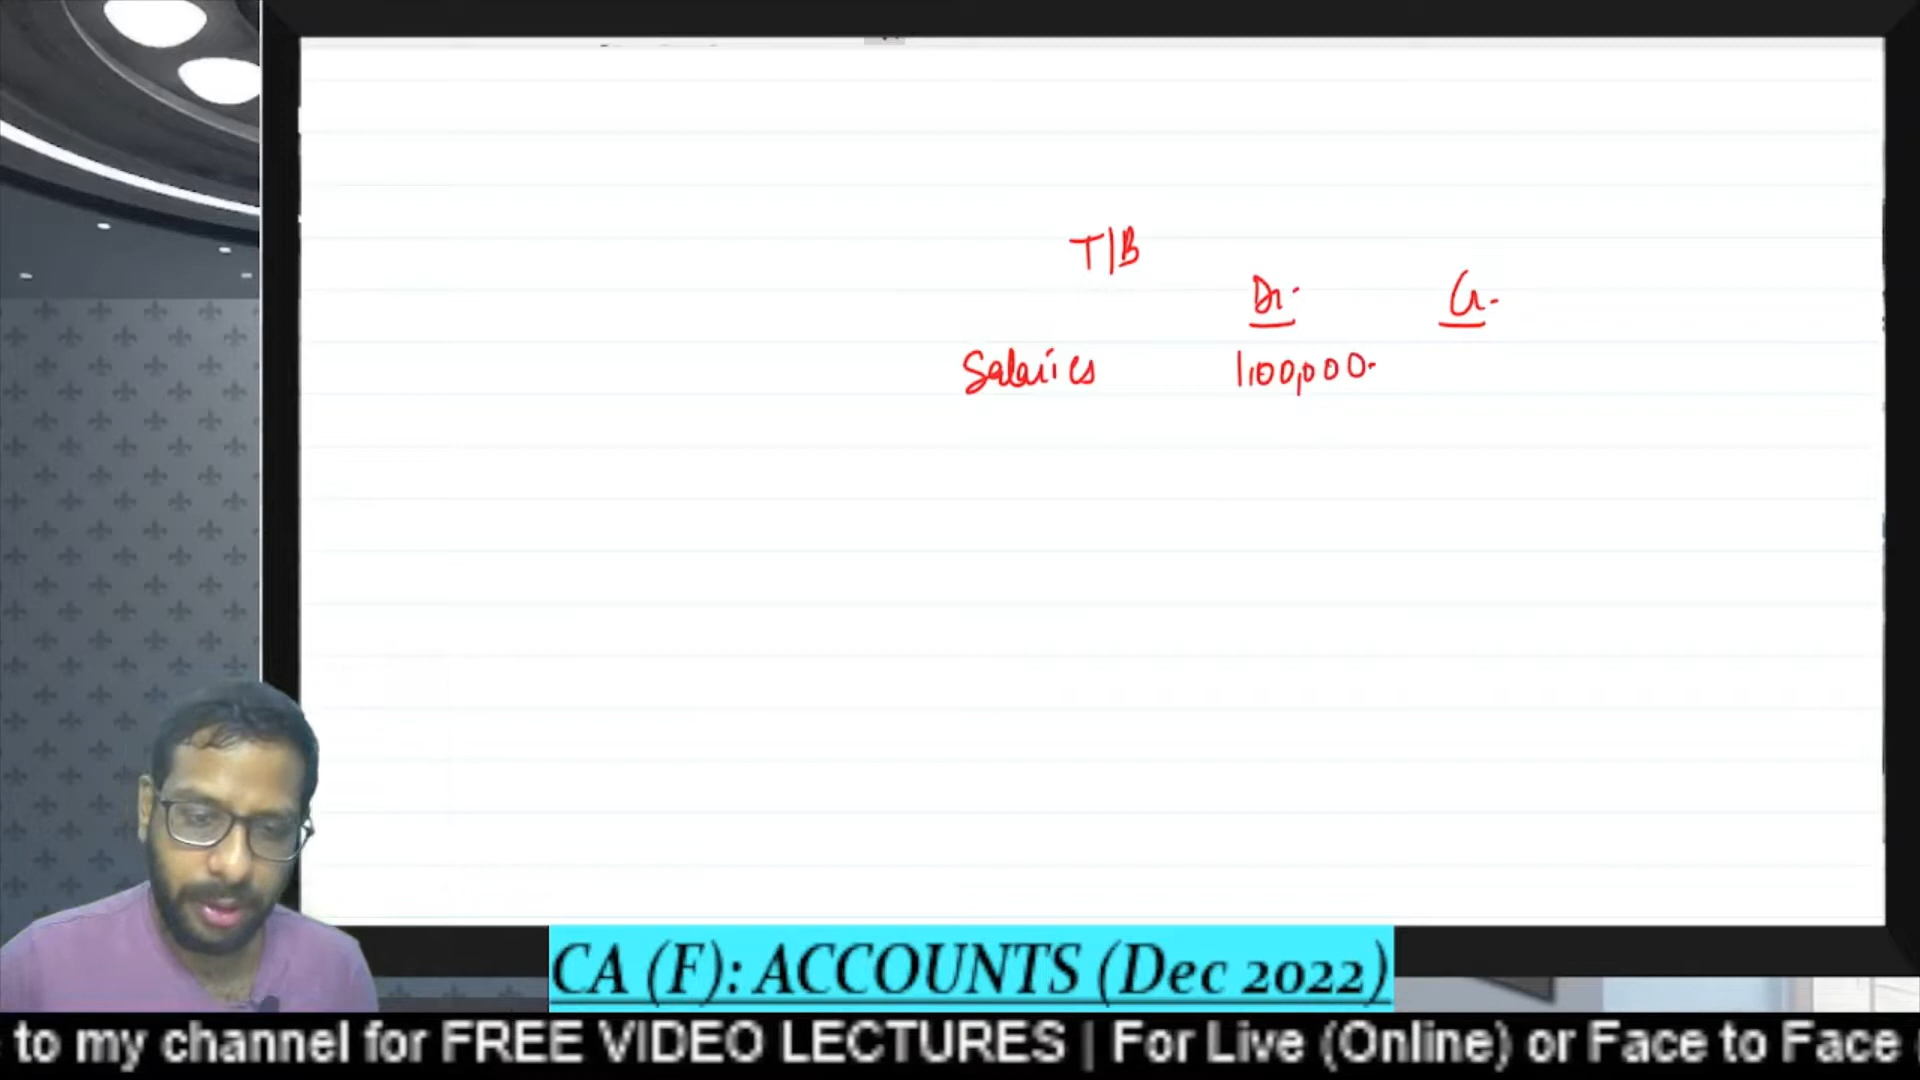 T/B
Dr. Cr.
Salaries 1,00,000.
CA (F): ACCOUNTS (Dec 2022)
to my channel for FREE VIDEO LECTURES | For Live (Online) or Face to Face